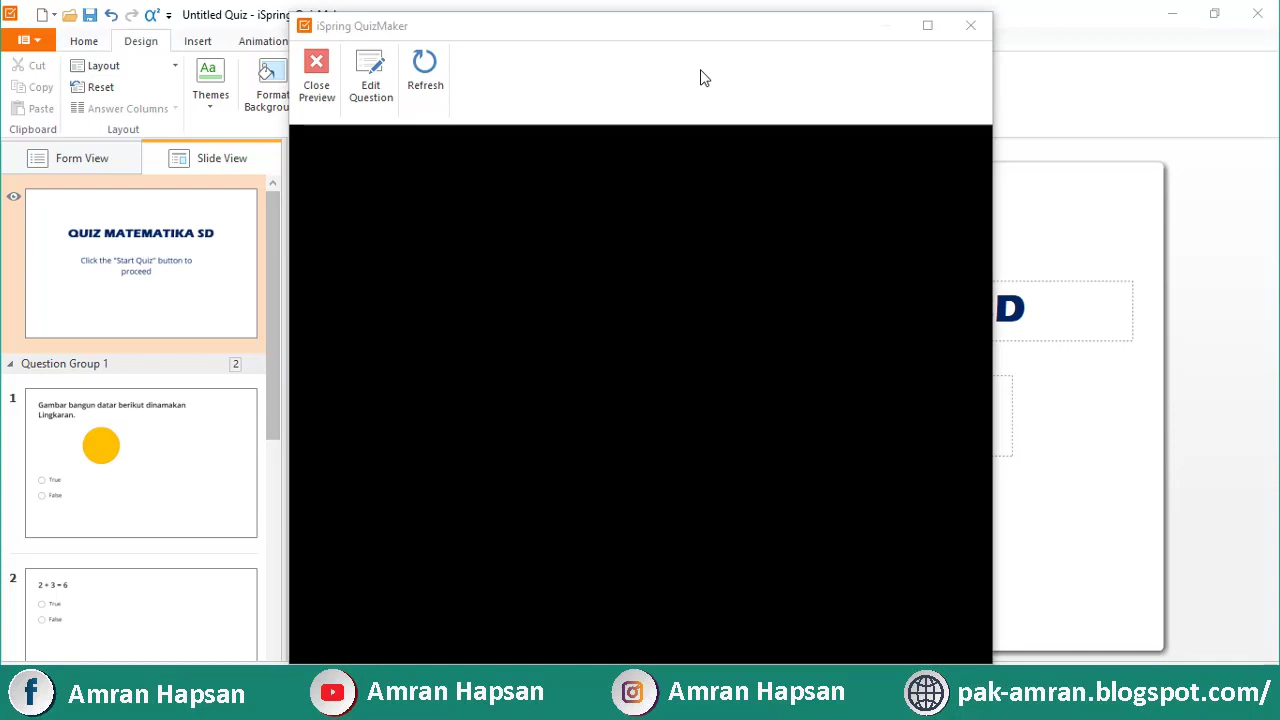 Untitled Quiz - iSpring
iSpring QuizMaker
Home
Design
Insert
Animation
Cut
Copy
Paste
Clipboard
Layout
Reset
Answer Columns
Layout
Themes
Format
Backgrou
Close
Preview
Edit
Question
Refresh
Form View
Slide View
QUIZ MATEMATIKA SD
Click the "Start Quiz" button to
proceed
D
Question Group 1
2
1
Gambar bangun datar berikut dinamakan
Lingkaran.
True
False
2
2 + 3 = 6
True
False
Amran Hapsan
Amran Hapsan
Amran Hapsan
pak-amran.blogspot.com/